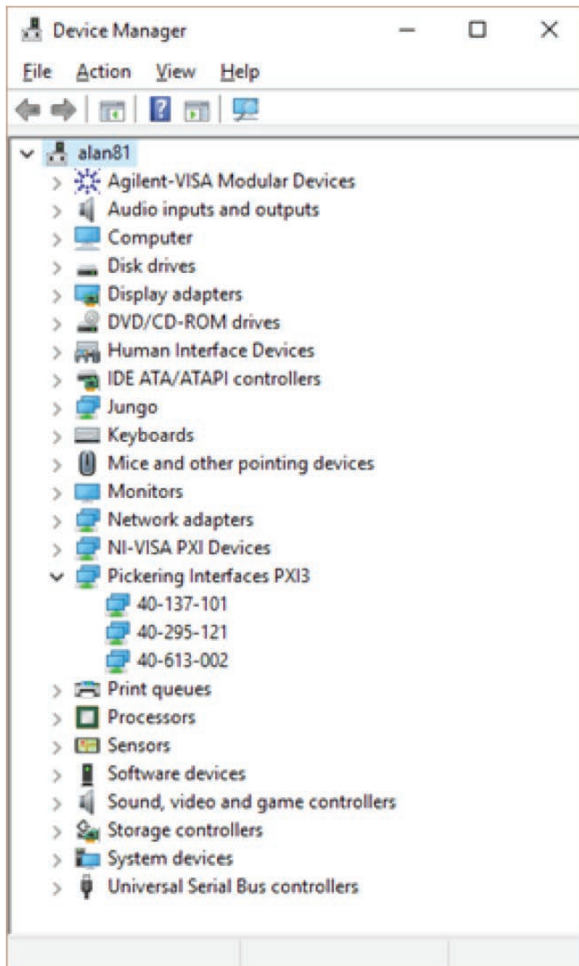 Device Manager
File Action View Help
alan81
Agilent-VISA Modular Devices
Audio inputs and outputs
Computer
Disk drives
Display adapters
DVD/CD-ROM drives
Human Interface Devices
IDE ATA/ATAPI controllers
Jungo
Keyboards
Mice and other pointing devices
Monitors
Network adapters
NI-VISA PXI Devices
Pickering Interfaces PXI3
40-137-101
40-295-121
40-613-002
Print queues
Processors
Sensors
Software devices
Sound, video and game controllers
Storage controllers
System devices
Universal Serial Bus controllers